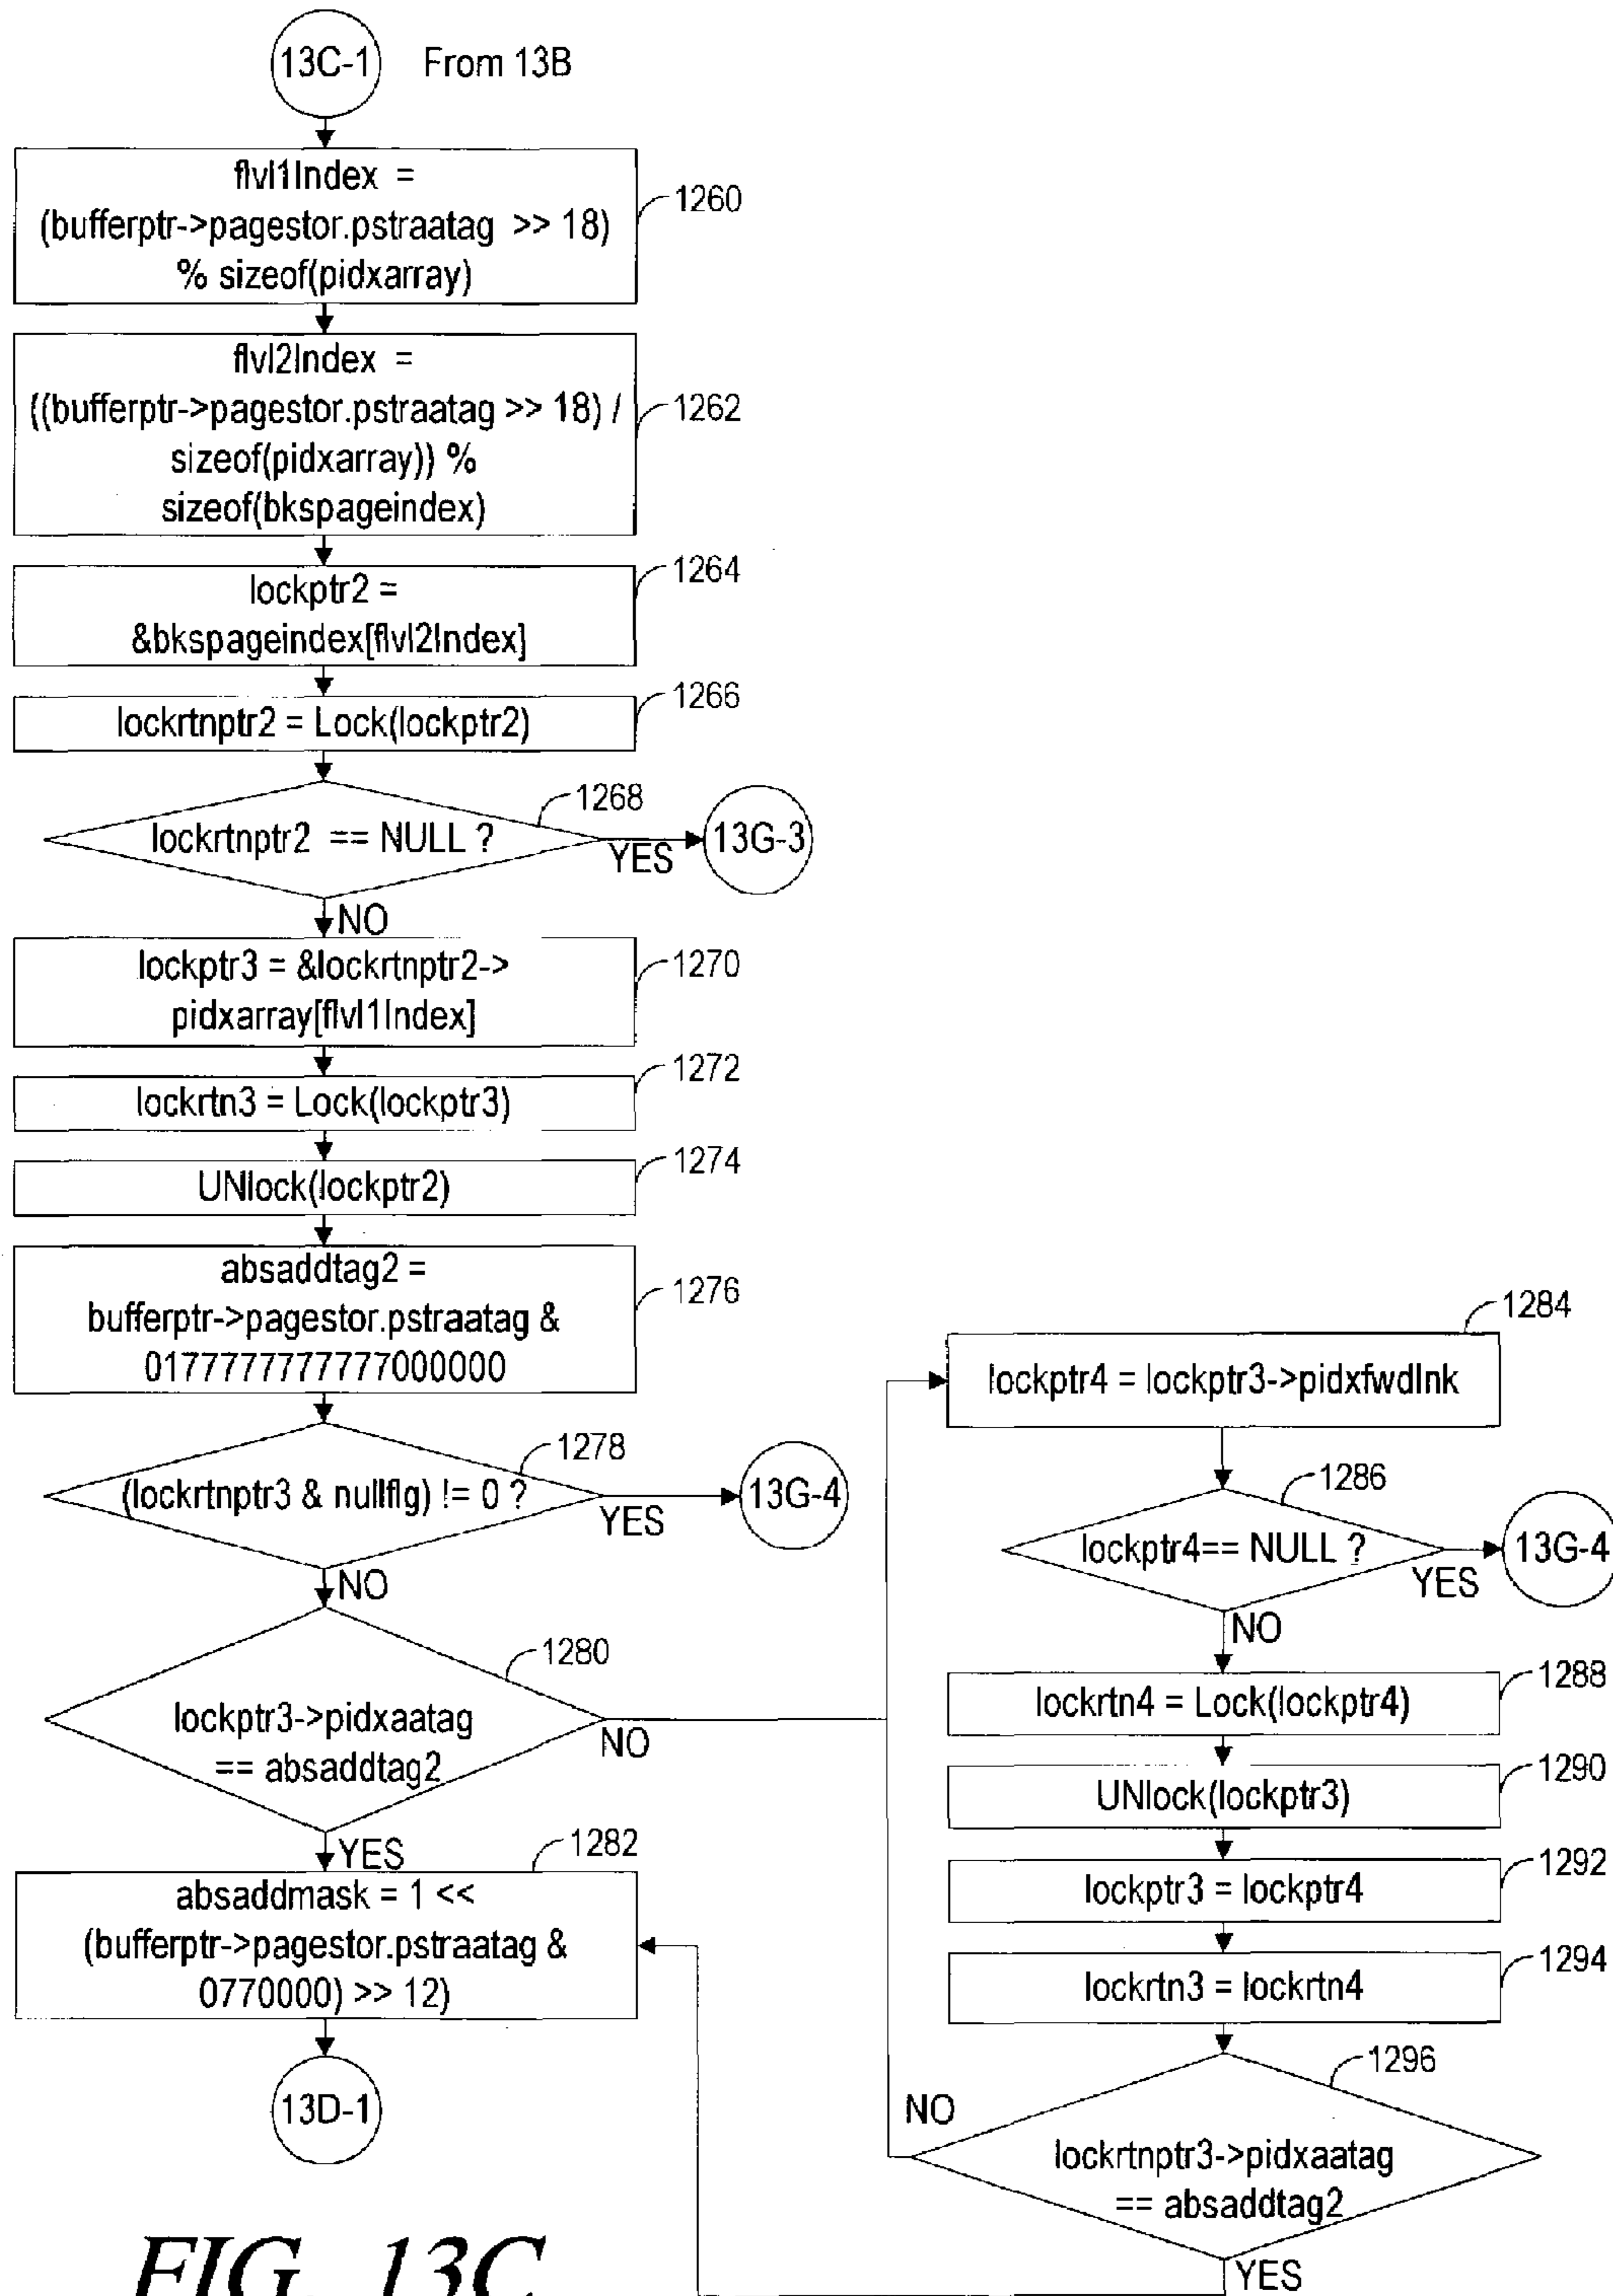 13C-1 From 13B
flvl1Index =
(bufferptr->pagestor.pstraatag >> 18)
% sizeof(pidxarray)
1260
flvl2Index =
((bufferptr->pagestor.pstraatag >> 18) /
sizeof(pidxarray)) %
sizeof(bkspageindex)
1262
lockptr2 =
&bkspageindex[flvl2Index]
1264
lockrtnptr2 = Lock(lockptr2)
1266
lockrtnptr2 == NULL ?
1268
YES
13G-3
NO
lockptr3 = &lockrtnptr2->
pidxarray[flvl1Index]
1270
lockrtn3 = Lock(lockptr3)
1272
UNlock(lockptr2)
1274
absaddtag2 =
bufferptr->pagestor.pstraatag &
0177777777777000000
1276
(lockrtnptr3 & nullflg) != 0 ?
1278
YES
13G-4
NO
lockptr3->pidxaatag
== absaddtag2
1280
NO
YES
absaddmask = 1 <<
(bufferptr->pagestor.pstraatag &
0770000) >> 12)
1282
13D-1
lockptr4 = lockptr3->pidxfwdlnk
1284
lockptr4== NULL ?
1286
YES
13G-4
NO
lockrtn4 = Lock(lockptr4)
1288
UNlock(lockptr3)
1290
lockptr3 = lockptr4
1292
lockrtn3 = lockrtn4
1294
lockrtnptr3->pidxaatag
== absaddtag2
1296
NO
YES
FIG. 13C